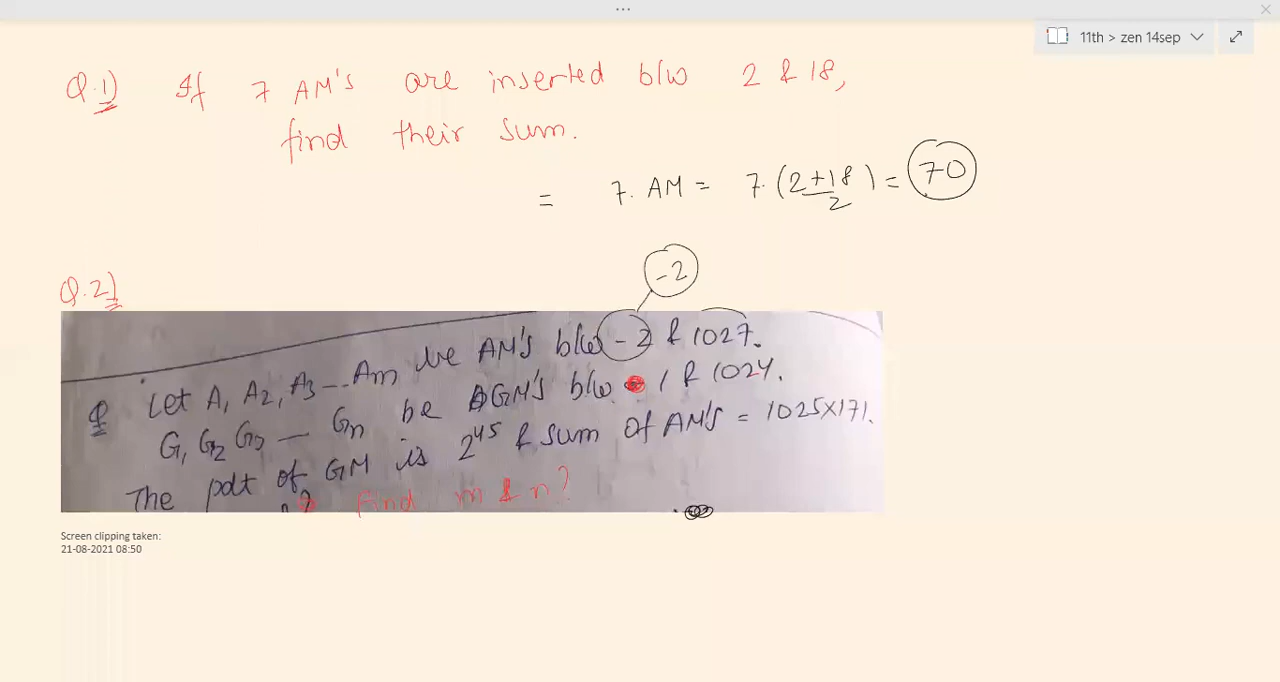 11th > zen 14sep
Q.1) If 7 AM's are inserted b/w 2 & 18,
find their sum.
= 7. AM = 7. (2+18/2) = 70
-2
Q.2)
Q Let A, A2, A3 --- Am be AM's b/w -2 & 1027.
G, G2 G3 — Gn be GM's b/w 1 & 1024.
The pdt of GM is 2^45 & sum of AM's = 1025×171.
Find m & n?
Screen clipping taken:
21-08-2021 08:50